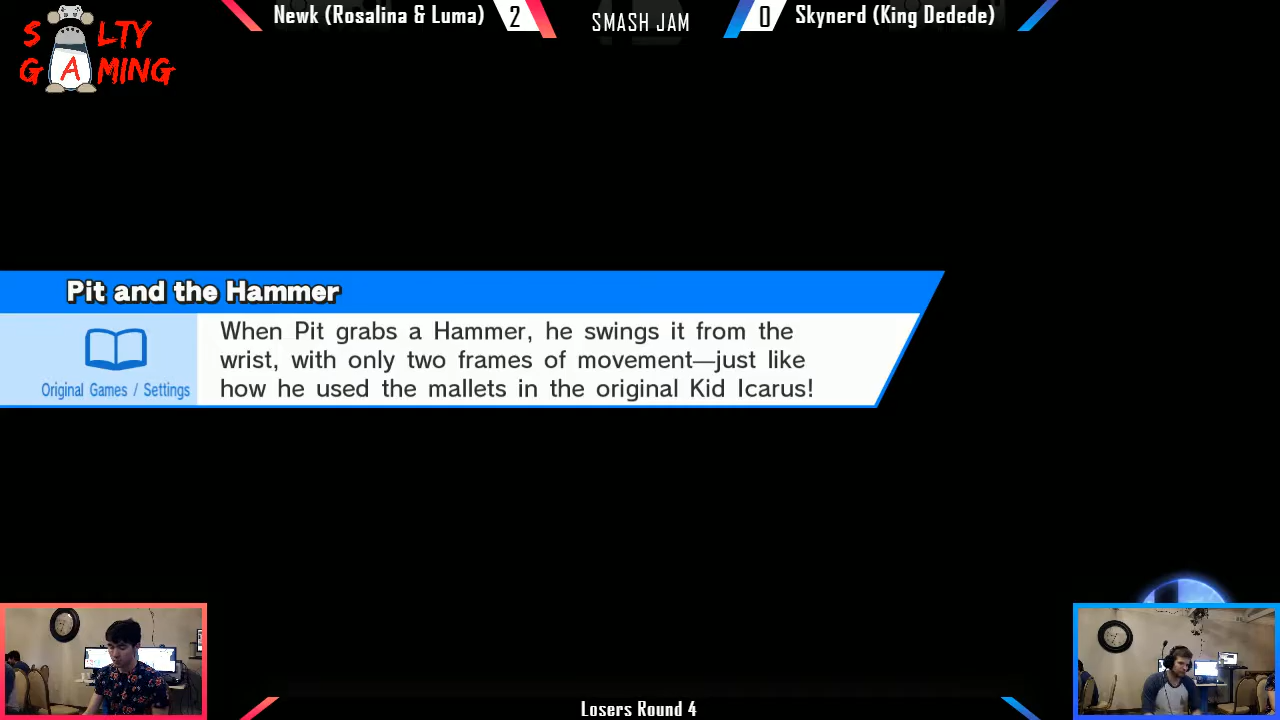 Newk (Rosalina & Luma) 2 SMASH JAM 0 Skynerd (King Dedede)
SALTY
GAMING
Pit and the Hammer
When Pit grabs a Hammer, he swings it from the
wrist, with only two frames of movement—just like
how he used the mallets in the original Kid Icarus!
Original Games / Settings
Losers Round 4